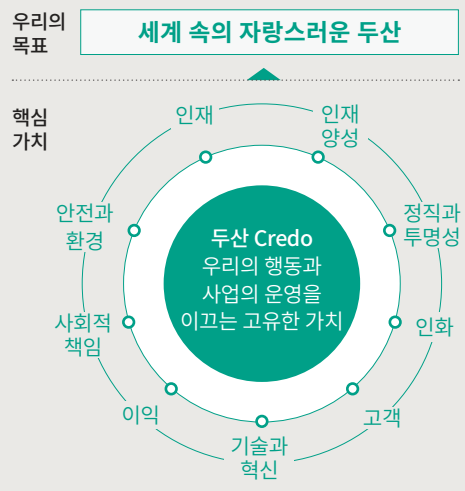 우리의
목표
세계 속의 자랑스러운 두산
핵심
가치
인재
인재
양성
안전과
환경
정직과
투명성
두산 Credo
우리의 행동과
사업의 운영을
이끄는 고유한 가치
사회적
책임
인화
이익
고객
기술과
혁신